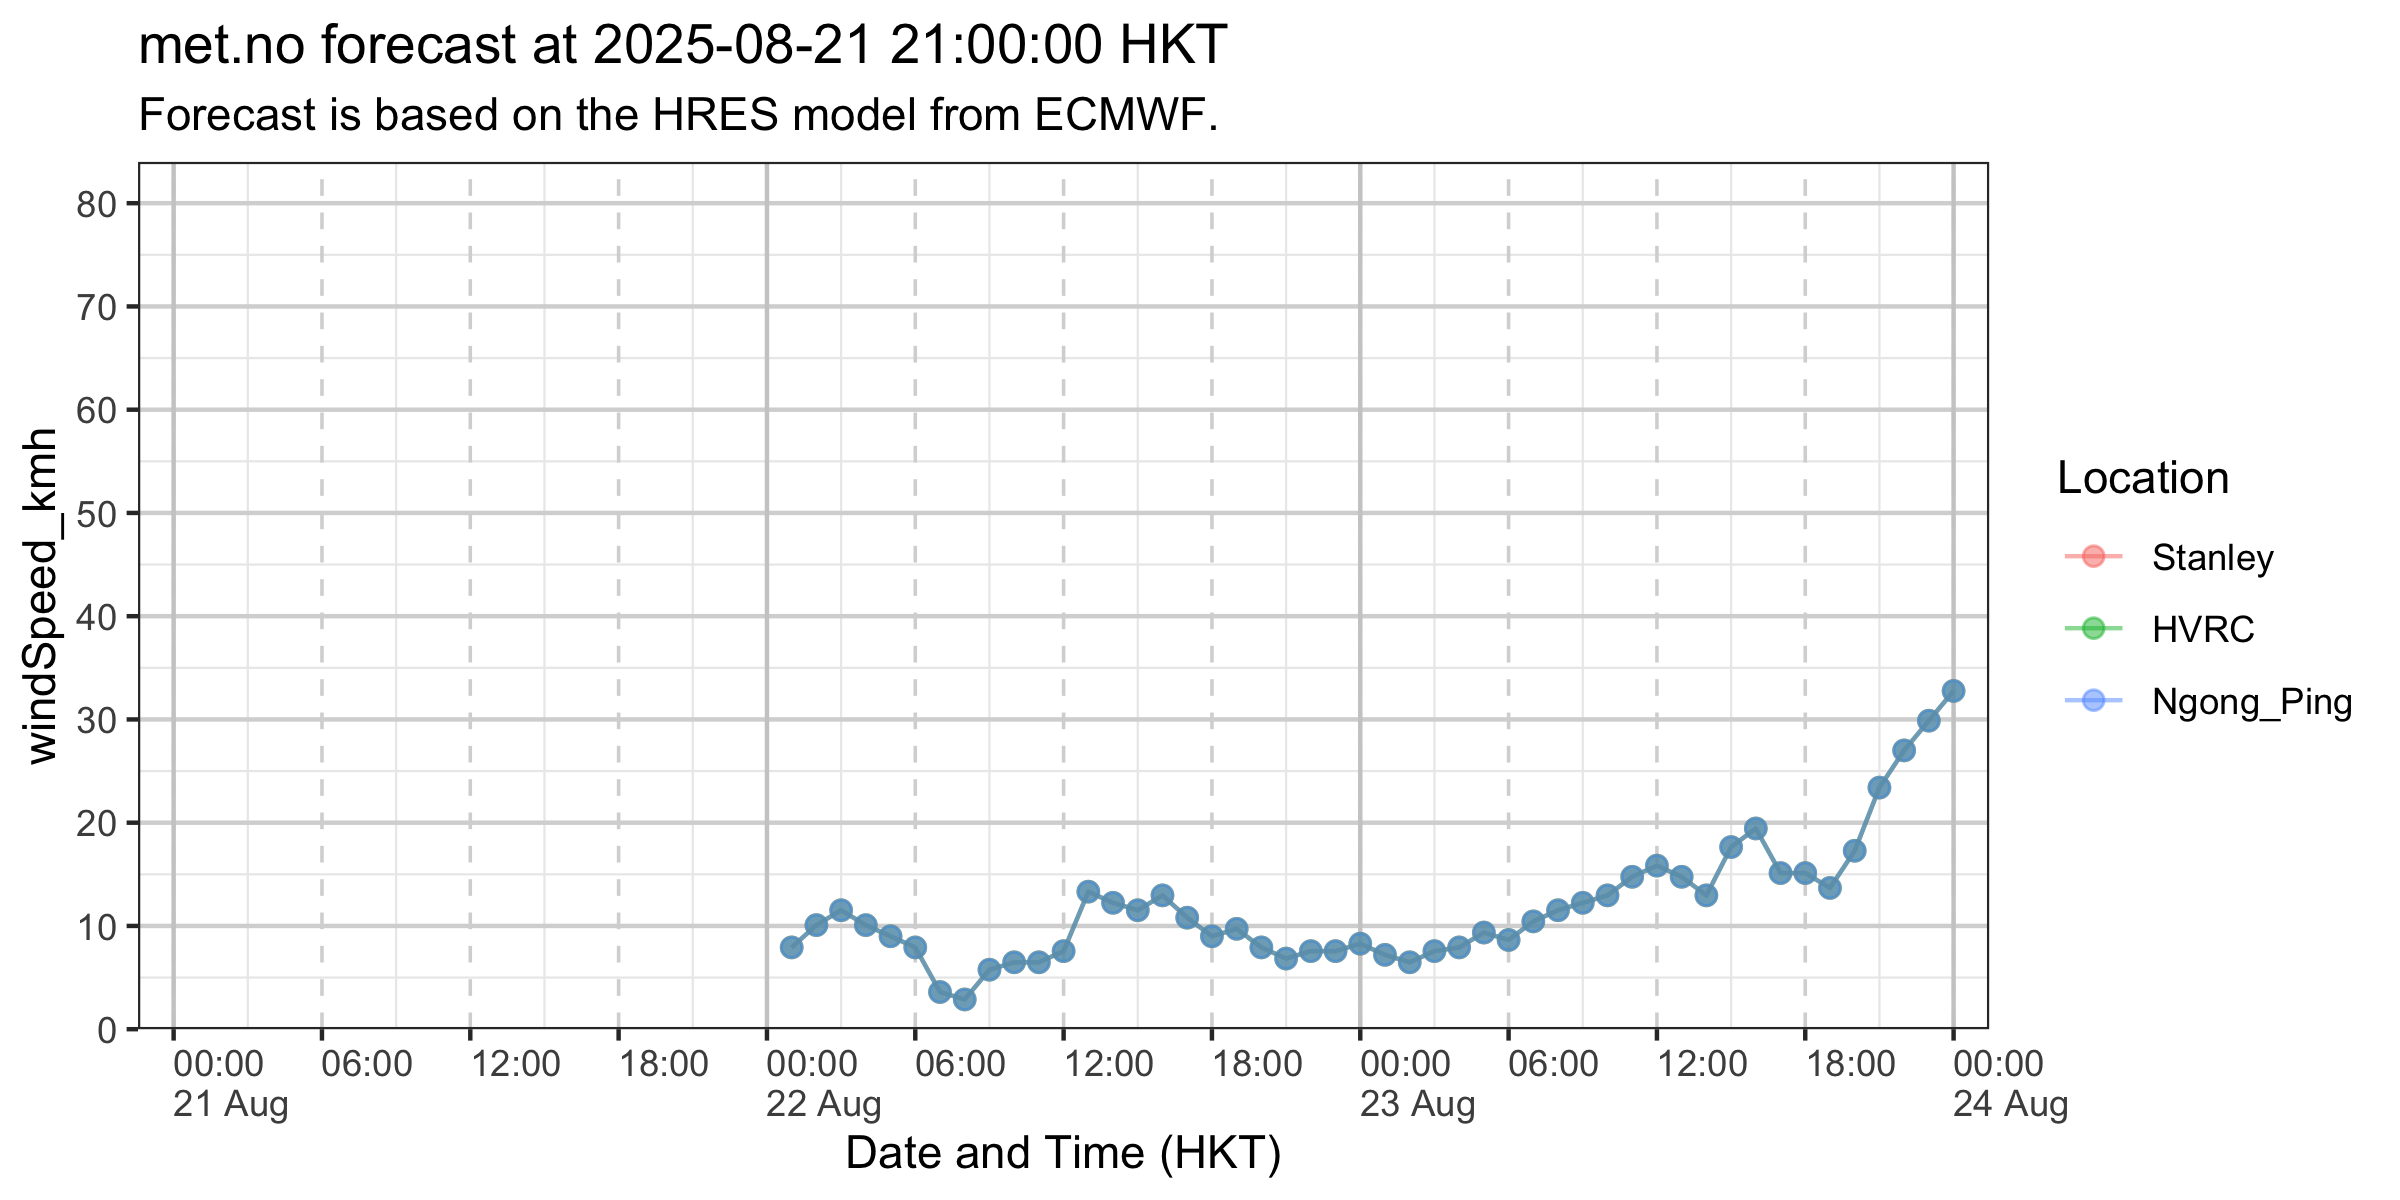 met.no forecast at 2025-08-21 21:00:00 HKT
Forecast is based on the HRES model from ECMWF.
windSpeed_kmh
80
70
60
50
40
30
20
10
0
00:00 06:00 12:00 18:00 00:00 06:00 12:00 18:00 00:00 06:00 12:00 18:00 00:00
21 Aug 22 Aug 23 Aug 24 Aug
Date and Time (HKT)
Location
Stanley
HVRC
Ngong_Ping